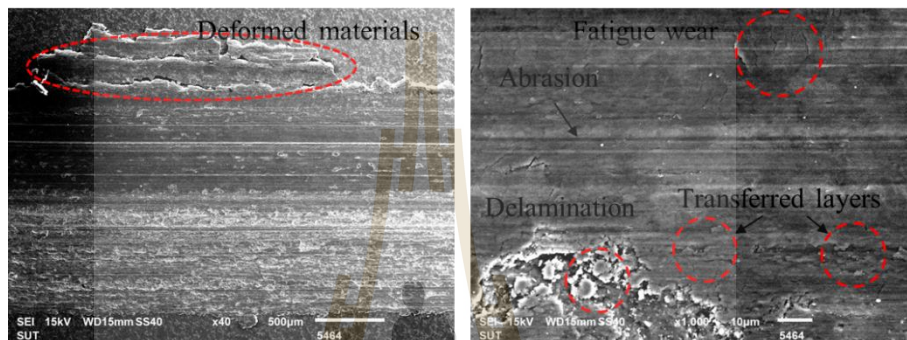 Deformed materials
SEI 15kV WD15mm SS40 x40 500μm
SUT 5464
Fatigue wear
Abrasion
Delamination
Transferred layers
SEI 15kV WD15mm SS40 x1,000 10μm
SUT 5464